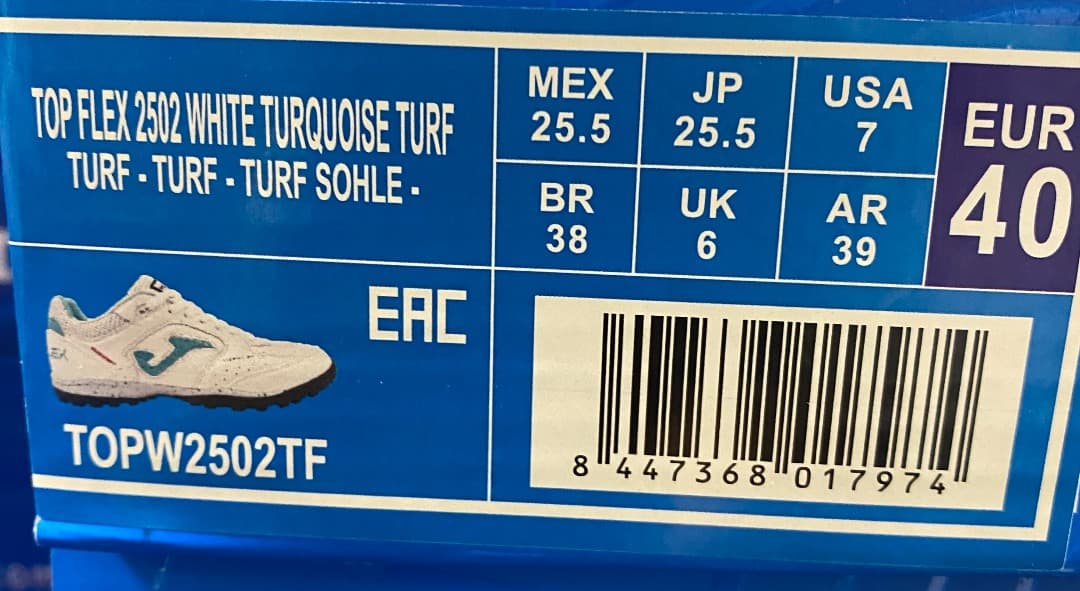 TOP FLEX 2502 WHITE TURQUOISE TURF
TURF - TURF - TURF SOHLE -
MEX
25.5
JP
25.5
USA
7
EUR
40
BR
38
UK
6
AR
39
EAC
TOPW2502TF
8 447368 017974